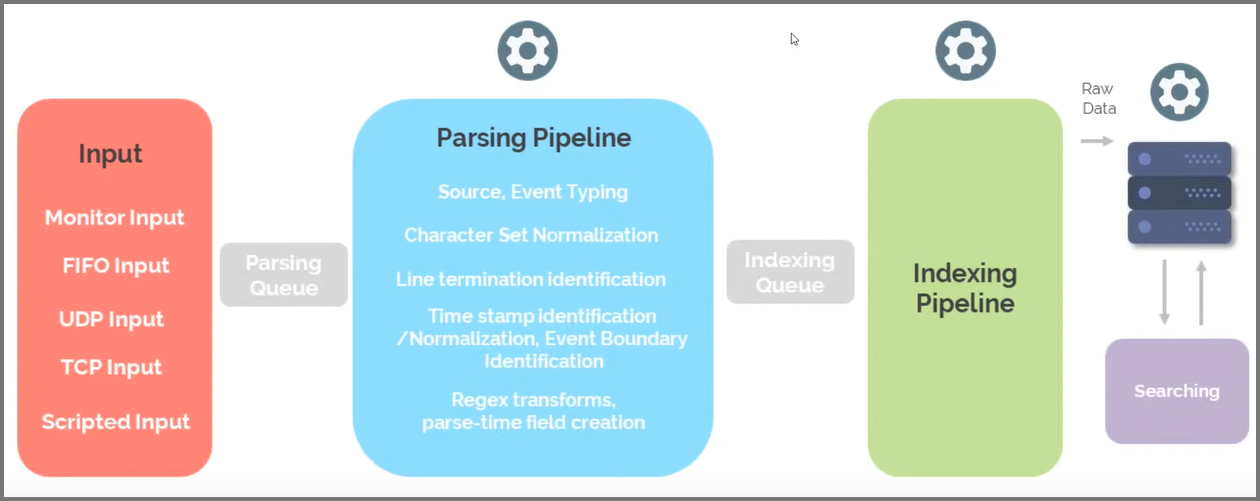 Input
Monitor Input
FIFO Input
UDP Input
TCP Input
Scripted Input
Parsing
Queue
Parsing Pipeline
Source, Event Typing
Character Set Normalization
Line termination identification
Time stamp identification
/Normalization, Event Boundary
Identification
Regex transforms,
parse-time field creation
Indexing
Queue
Indexing
Pipeline
Raw
Data
Searching